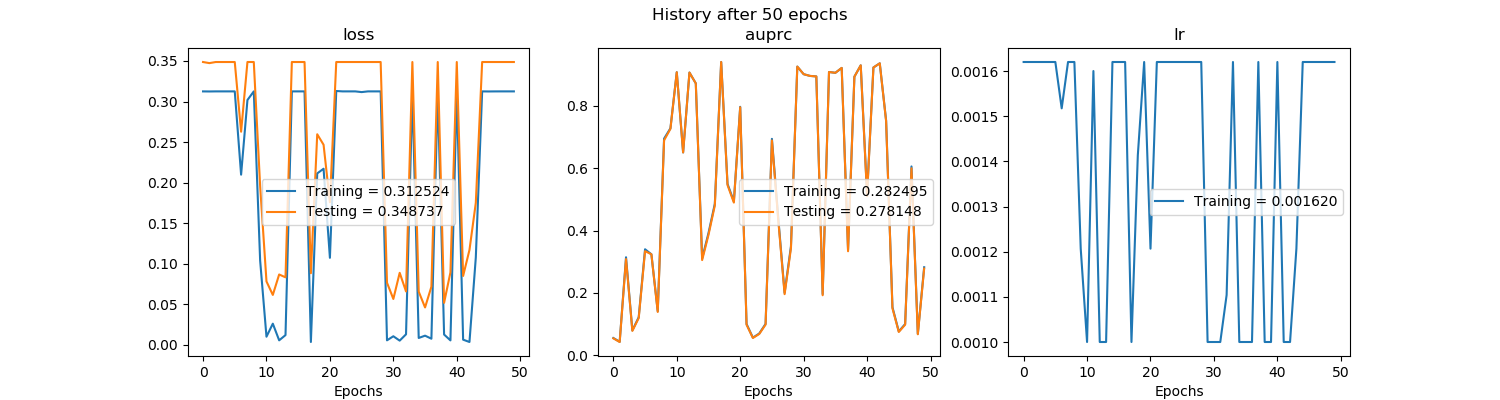 History after 50 epochs
loss
0.35
0.30
0.25
0.20
0.15
0.10
0.05
0.00
Training = 0.312524
Testing = 0.348737
0 10 20 30 40 50
Epochs
auprc
0.8
0.6
0.4
0.2
0.0
Training = 0.282495
Testing = 0.278148
0 10 20 30 40 50
Epochs
lr
0.0016
0.0015
0.0014
0.0013
0.0012
0.0011
0.0010
Training = 0.001620
0 10 20 30 40 50
Epochs